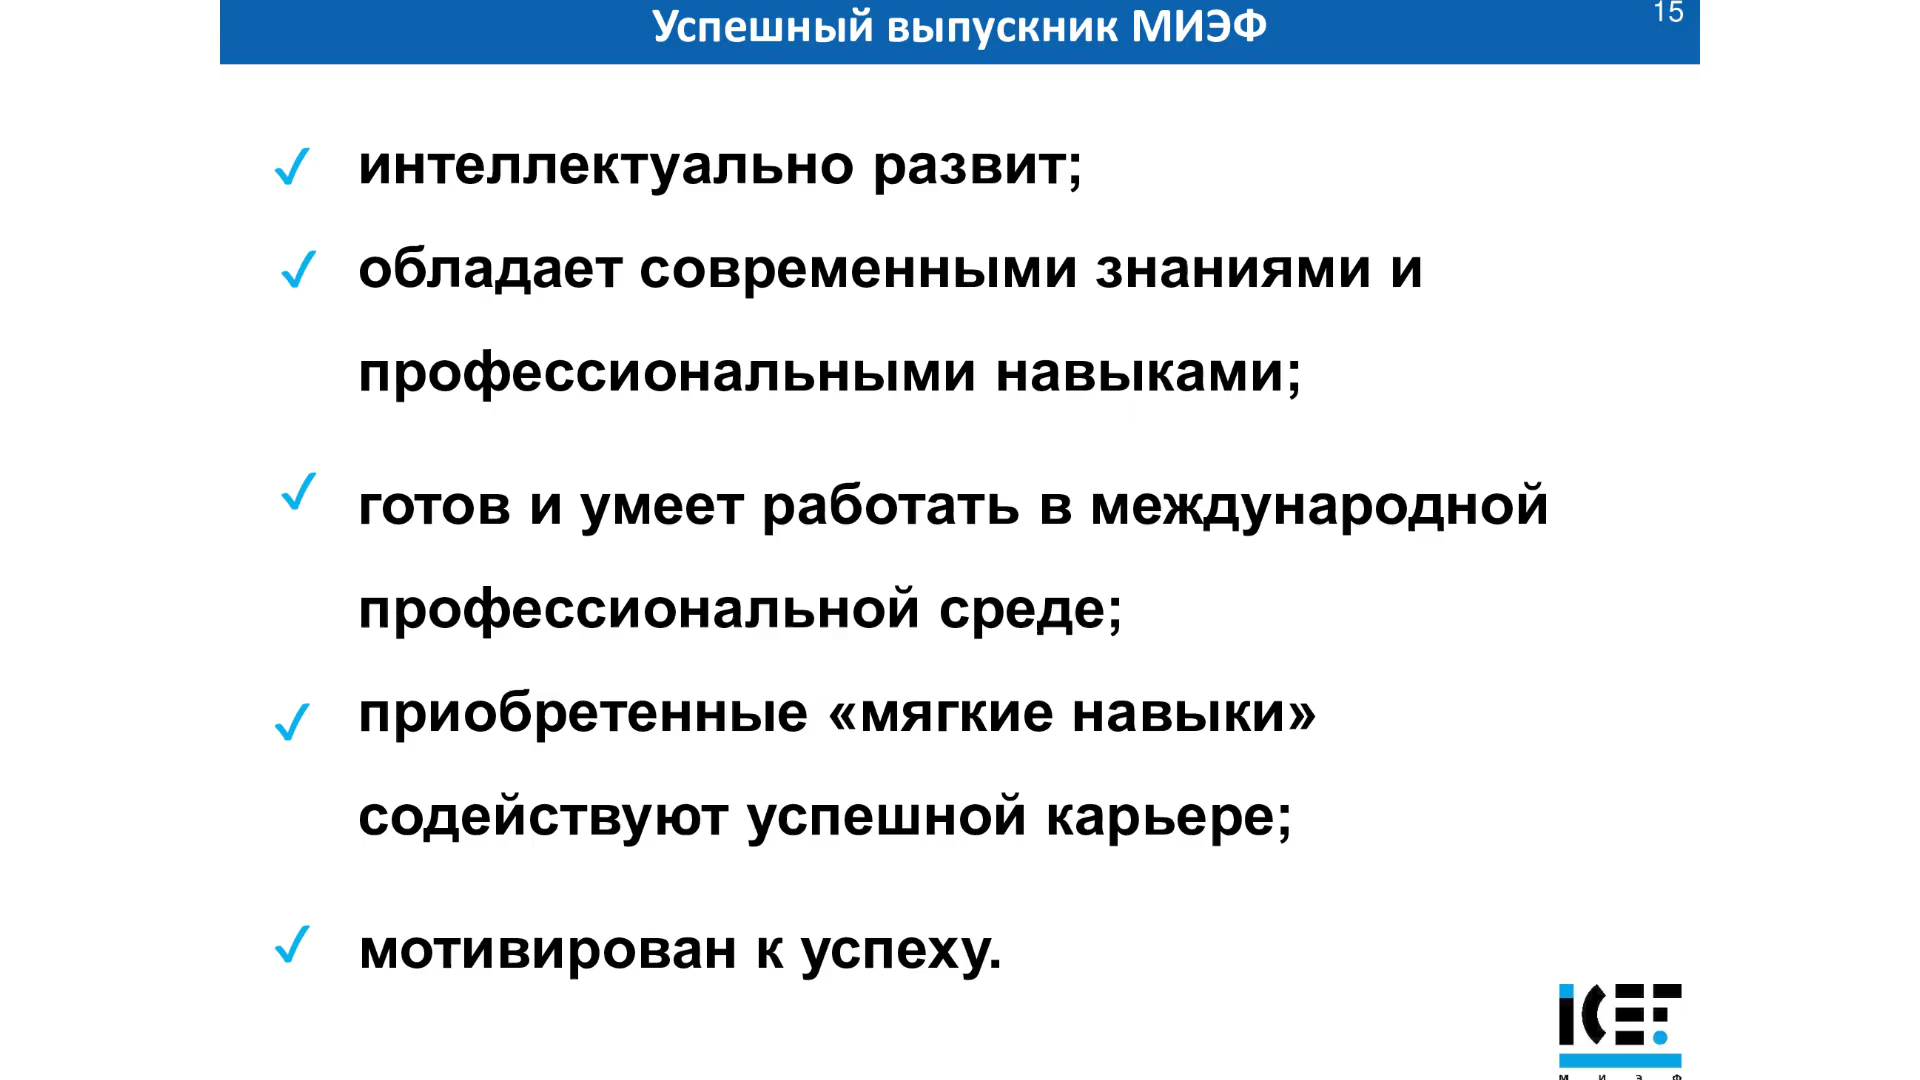 Успешный выпускник МИЭФ
15
✓ интеллектуально развит;
✓ обладает современными знаниями и
профессиональными навыками;
✓ готов и умеет работать в международной
профессиональной среде;
✓ приобретенные «мягкие навыки»
содействуют успешной карьере;
✓ мотивирован к успеху.
ICEF
М И Э Ф